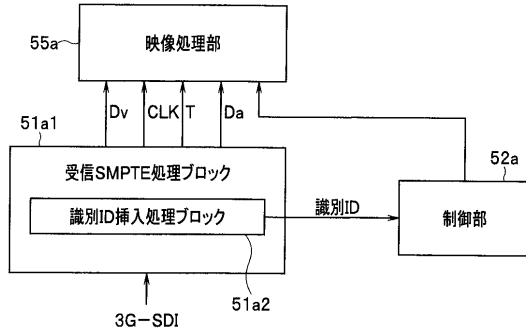 55a
映像処理部
51a1
Dv
CLK
T
Da
受信SMPTE処理ブロック
52a
識別ID挿入処理ブロック
識別ID
制御部
51a2
3G-SDI